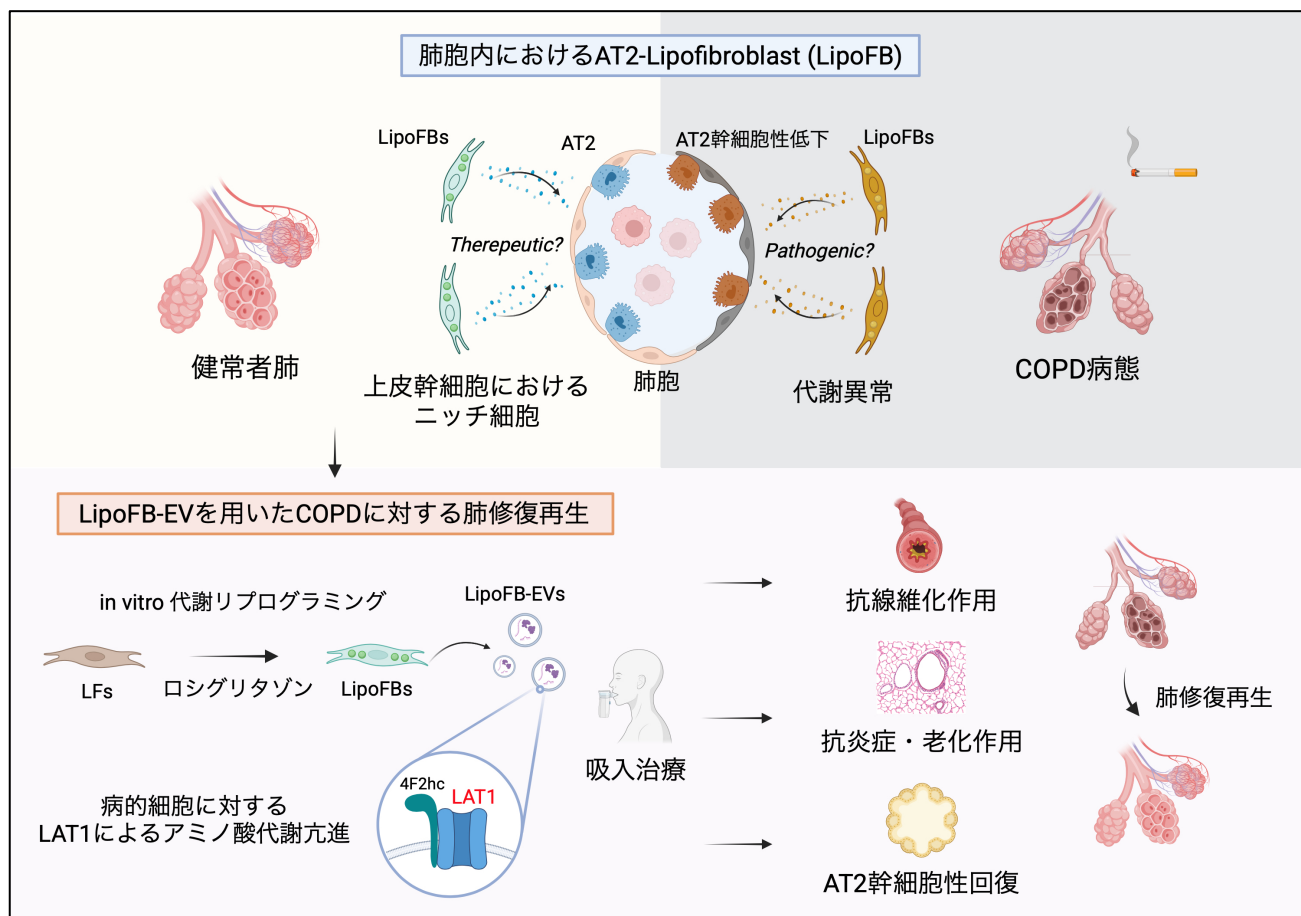 肺胞内におけるAT2-Lipofibroblast (LipoFB)
LipoFBs
AT2
AT2幹細胞性低下
LipoFBs
Therepeutic?
Pathogenic?
健常者肺
上皮幹細胞における
ニッチ細胞
肺胞
代謝異常
COPD病態
LipoFB-EVを用いたCOPDに対する肺修復再生
in vitro 代謝リプログラミング
LipoFB-EVs
LFs
ロシグリタゾン
LipoFBs
吸入治療
病的細胞に対する
LAT1によるアミノ酸代謝亢進
4F2hc
LAT1
抗線維化作用
抗炎症・老化作用
AT2幹細胞性回復
肺修復再生